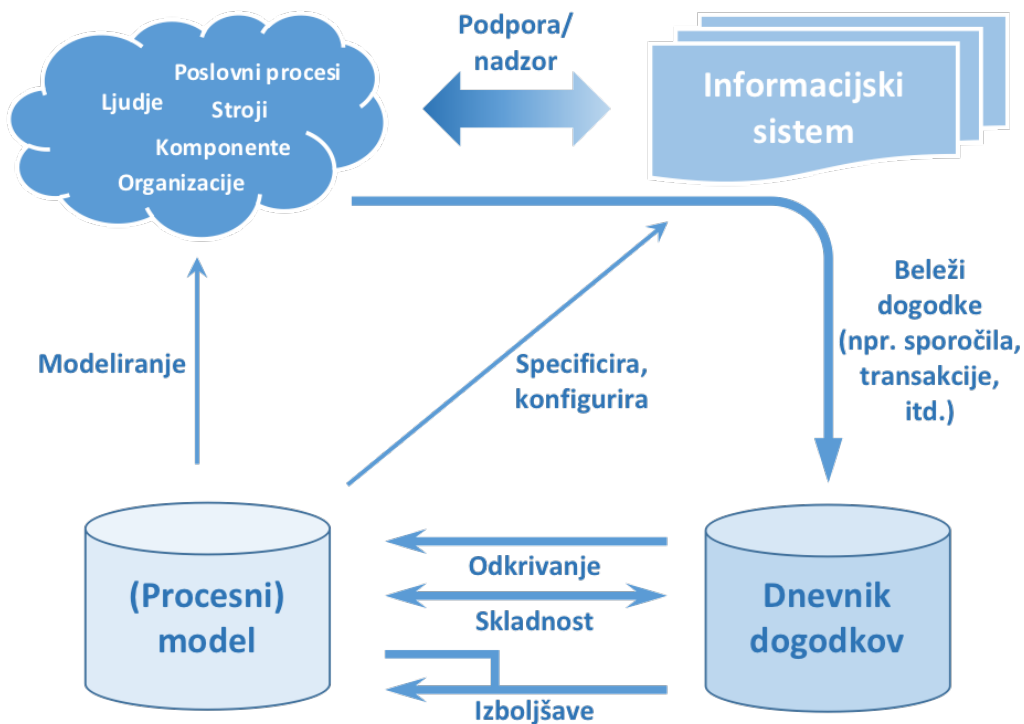 Poslovni procesi
Ljudje
Stroji
Komponente
Organizacije
Podpora/
nadzor
Informacijski
sistem
Modeliranje
Specificira,
konfigurira
Beleži
dogodke
(npr. sporočila,
transakcije,
itd.)
(Procesni)
model
Odkrivanje
Skladnost
Izboljšave
Dnevnik
dogodkov